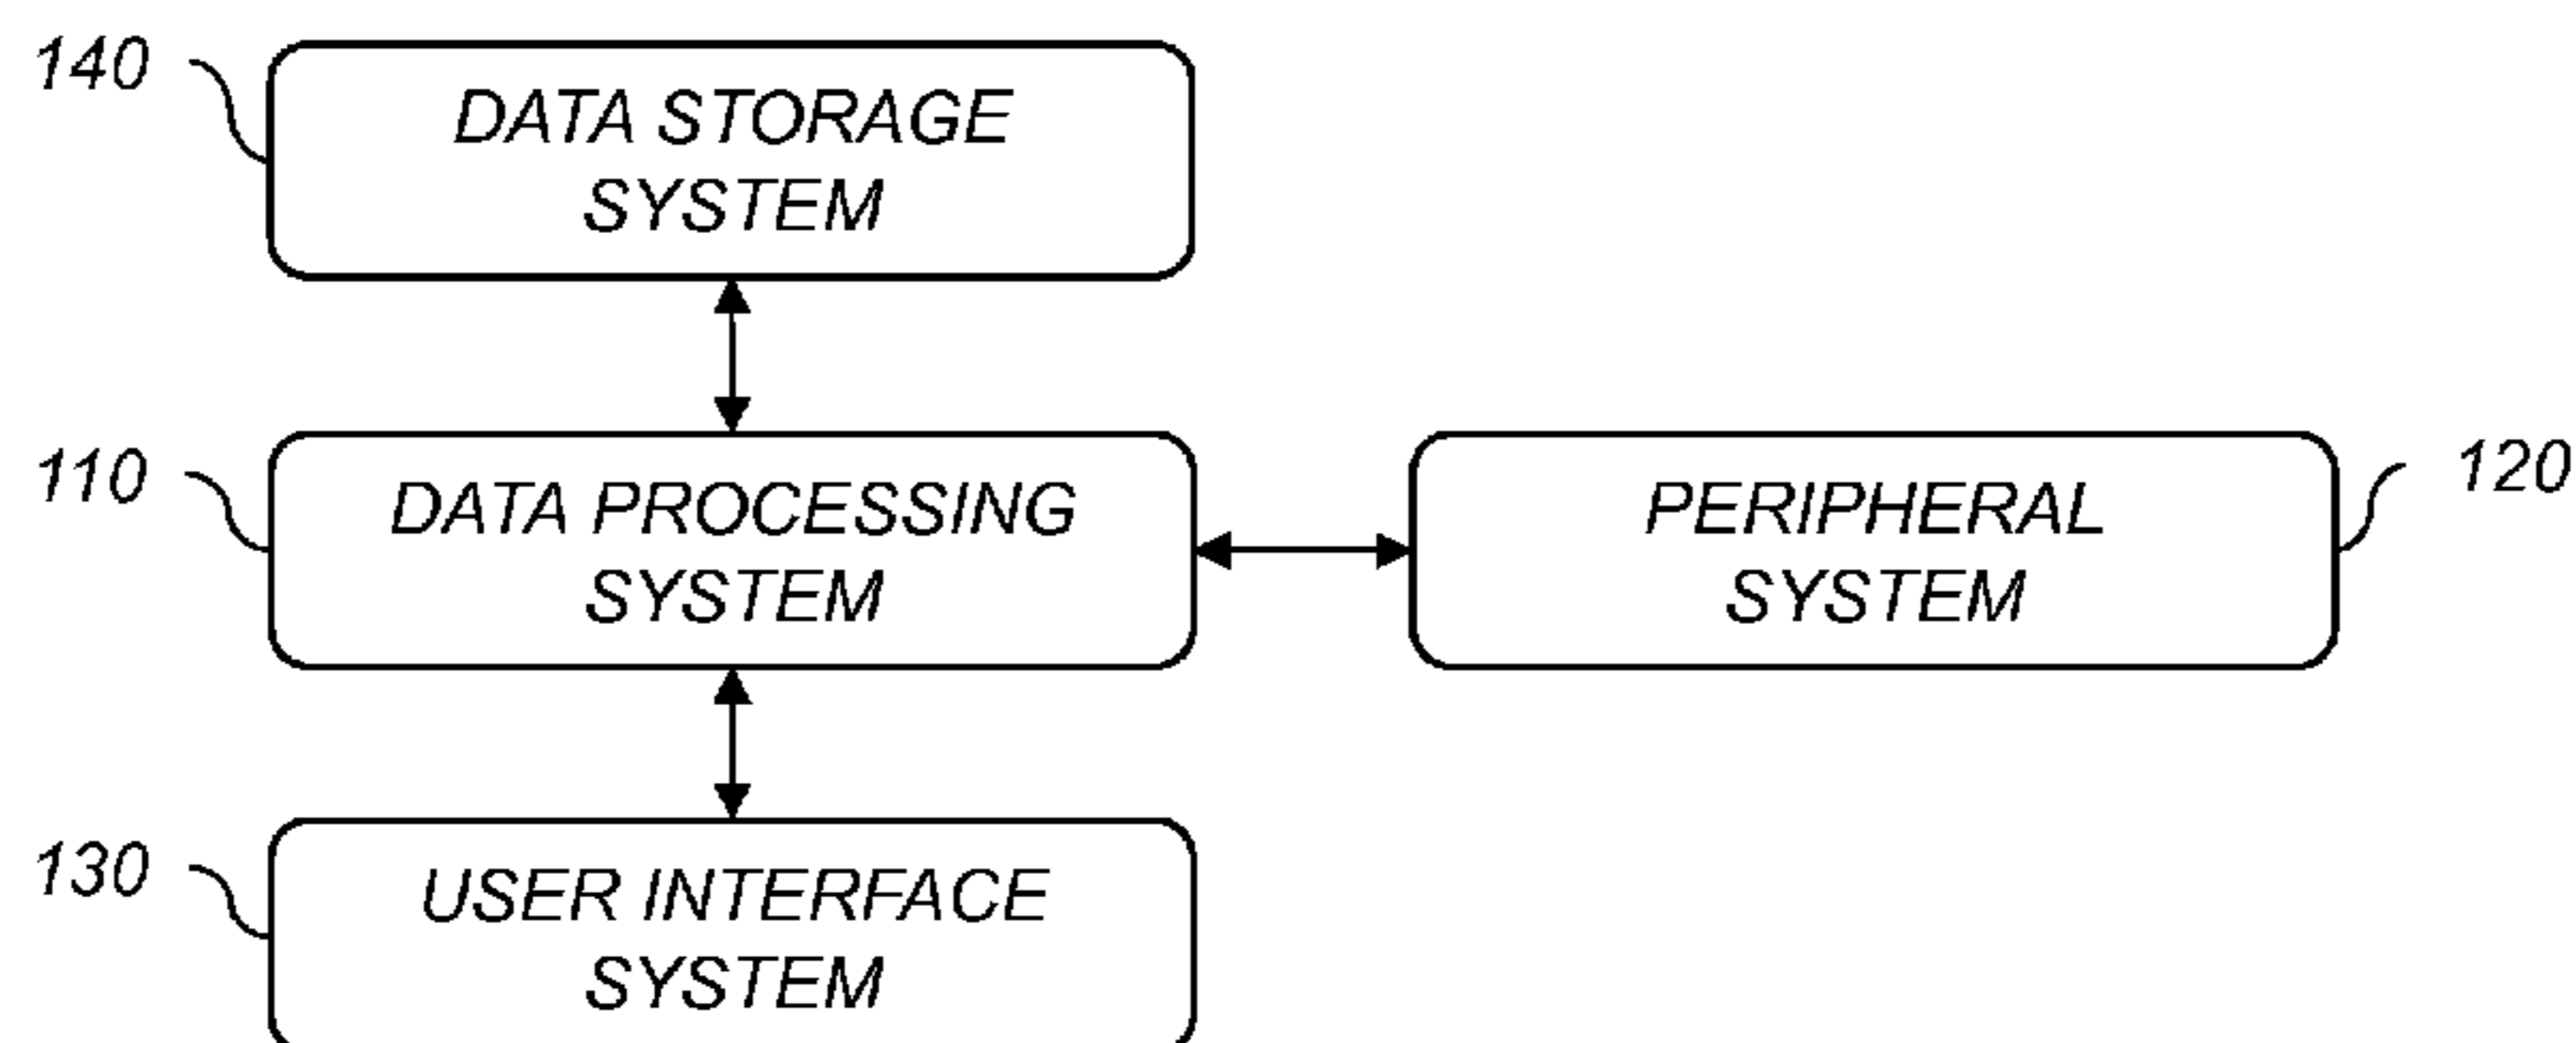 140
DATA STORAGE
SYSTEM
110
DATA PROCESSING
SYSTEM
PERIPHERAL
SYSTEM
120
130
USER INTERFACE
SYSTEM